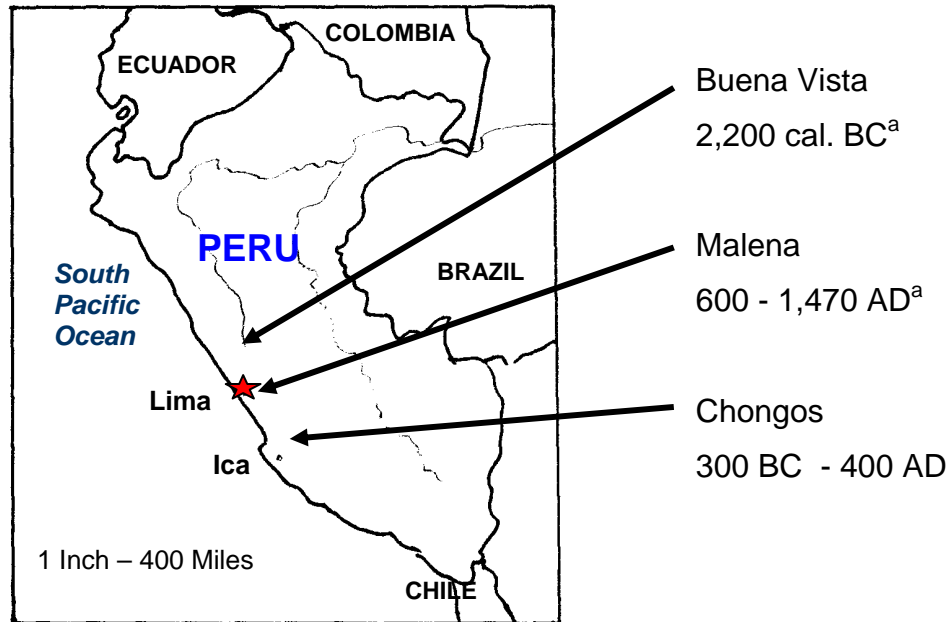 COLOMBIA
ECUADOR
Buena Vista
2,200 cal. BCa
PERU
Malena
600 - 1,470 ADa
BRAZIL
South
Pacific
Ocean
Lima
Chongos
300 BC - 400 AD
Ica
1 Inch – 400 Miles
CHILE